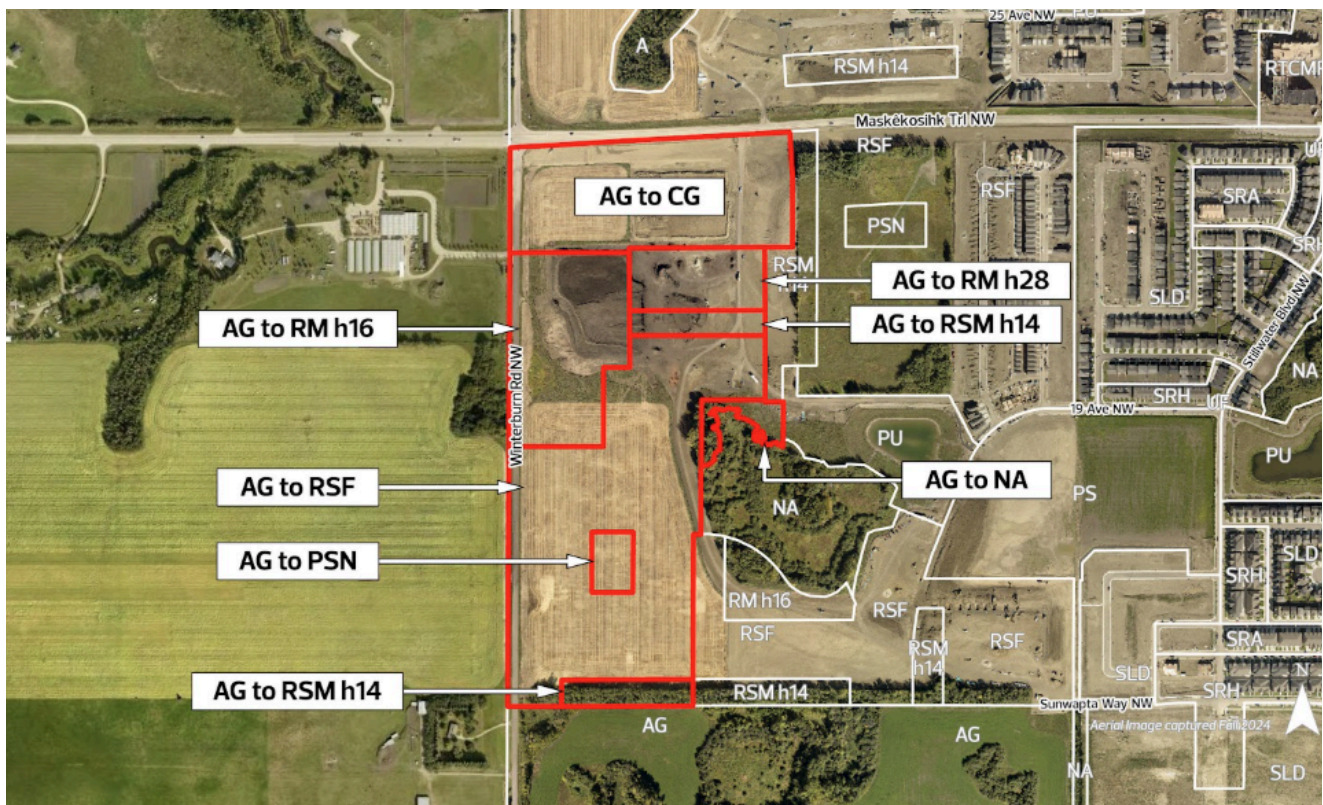 25 Ave NW
PU
A
RSM h14
RTCMR
Maskêkosihk Trl NW
RSF
AG to CG
RSF
SRA
PSN
SRH
RSM
h14
AG to RM h28
SLD
AG to RM h16
AG to RSM h14
Stillwater Blvd NW
Winterburn Rd NW
NA
SRH
19 Ave NW
PU
PU
AG to RSF
AG to NA
PS
NA
AG to PSN
SLD
SRH
RM h16
RSF
RSF
RSM
h14
RSF
SRA
SLD
AG to RSM h14
RSM h14
SRH
N
Sunwapta Way NW
AG
Aerial Image captured Fall 2024
AG
NA
SLD